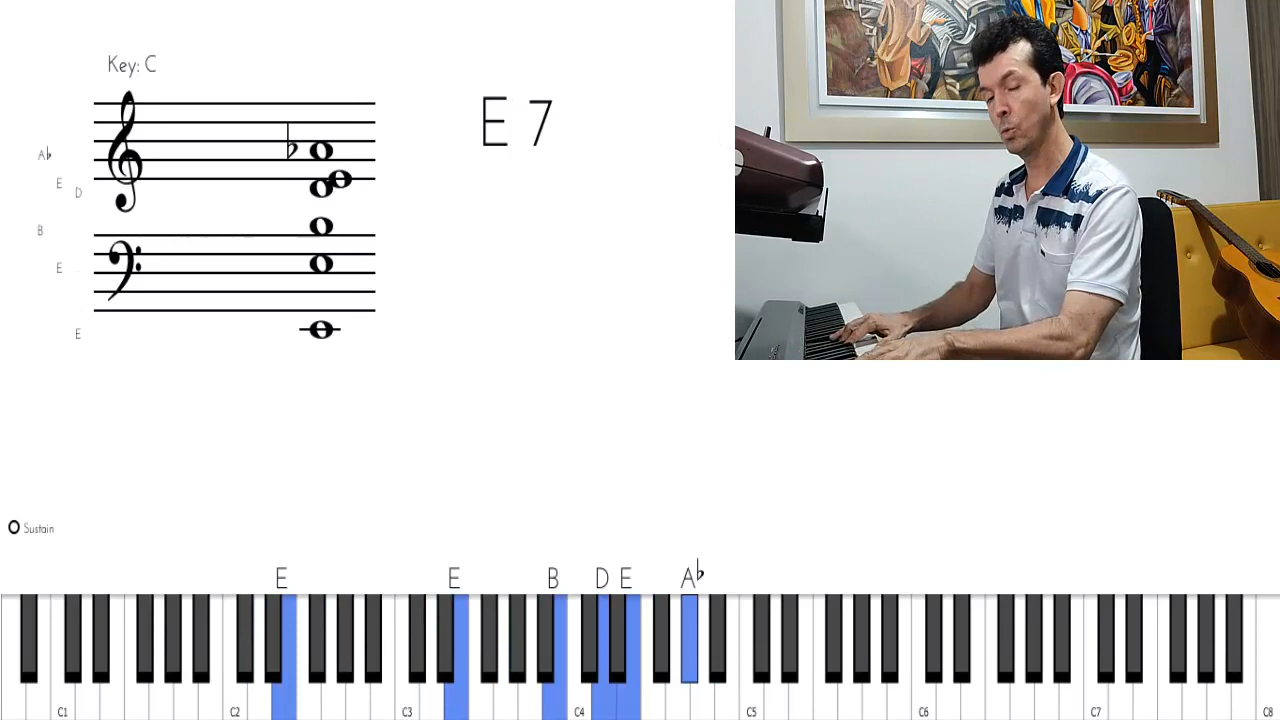 Key: C
E 7
A♭
E
D
B
E
E
Sustain
E E B D E A♭
C1 C2 C3 C4 C5 C6 C7 C8